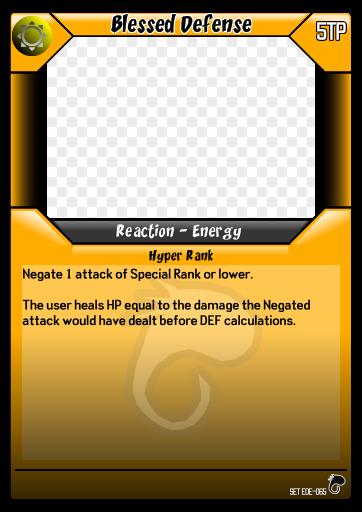 Blessed Defense
5TP
Reaction - Energy
Hyper Rank
Negate 1 attack of Special Rank or lower.
The user heals HP equal to the damage the Negated
attack would have dealt before DEF calculations.
SET EOE-065